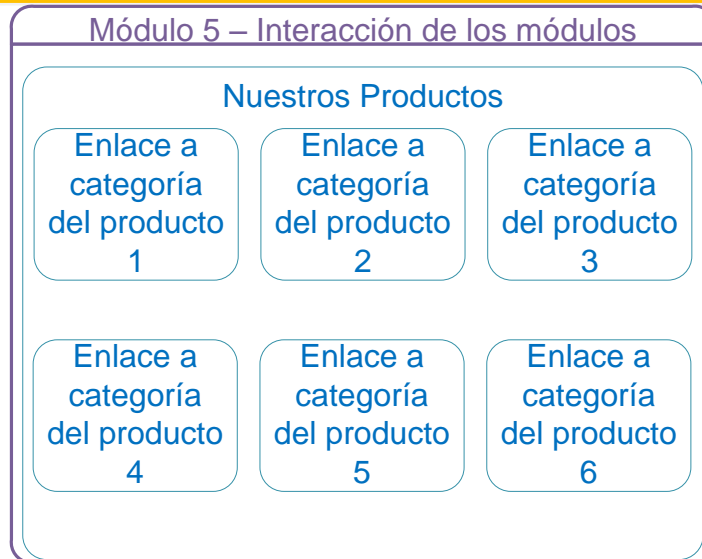 Módulo 5 – Interacción de los módulos
Nuestros Productos
Enlace a
categoría
del producto
1
Enlace a
categoría
del producto
2
Enlace a
categoría
del producto
3
Enlace a
categoría
del producto
4
Enlace a
categoría
del producto
5
Enlace a
categoría
del producto
6